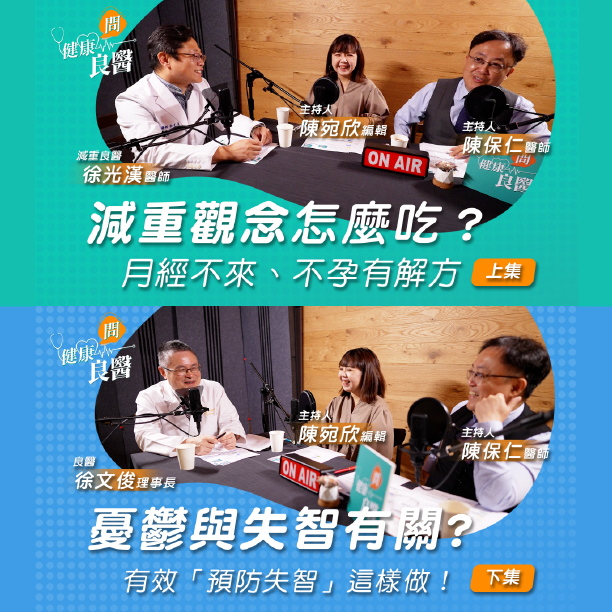 健康問良醫
主持人
陳宛欣編輯
主持人
陳保仁醫師
減重良醫
徐光漢醫師
ON AIR
健康問良醫
減重觀念怎麼吃？
月經不來、不孕有解方 上集
健康問良醫
主持人
陳宛欣編輯
主持人
陳保仁醫師
良醫
徐文俊理事長
ON AIR
憂鬱與失智有關?
有效「預防失智」這樣做！ 下集